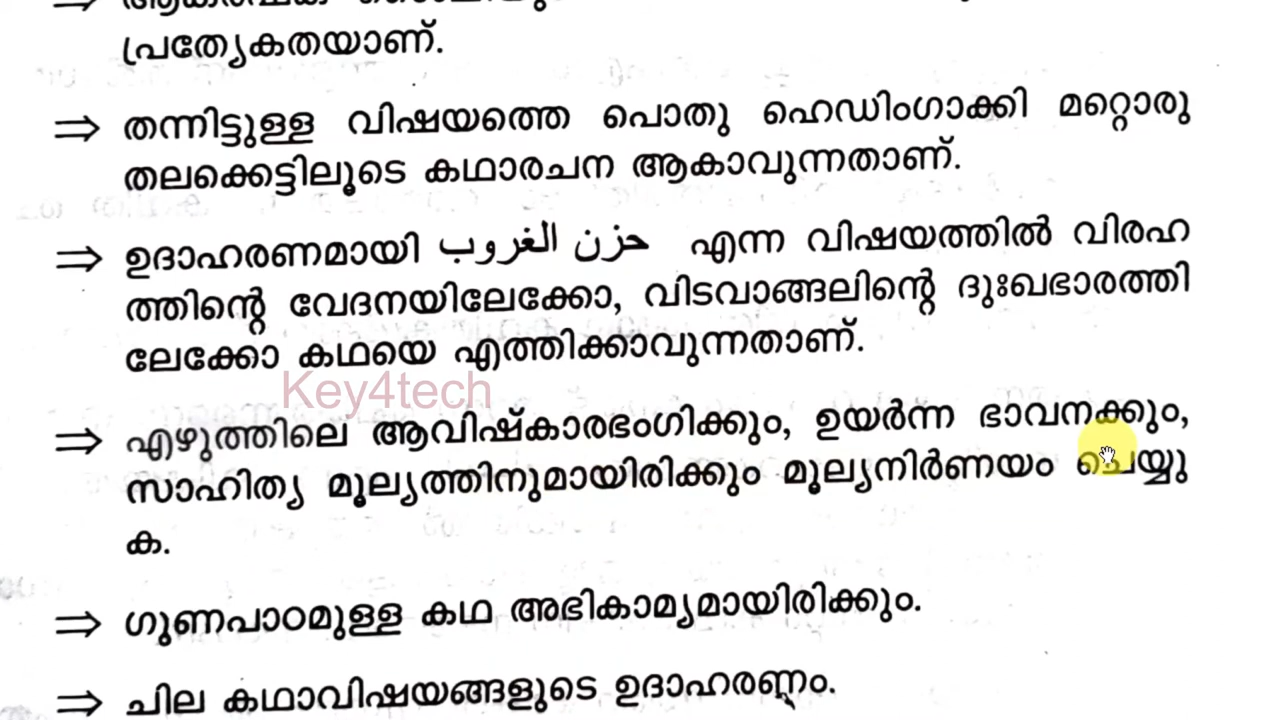 പ്രത്യേകതയാണ്.
⇒ തന്നിട്ടുള്ള വിഷയത്തെ പൊതു ഹെഡിംഗാക്കി മറ്റൊരു
തലക്കെട്ടിലൂടെ കഥാരചന ആകാവുന്നതാണ്.
⇒ ഉദാഹരണമായി حزن الغروب എന്ന വിഷയത്തിൽ വിരഹ
ത്തിന്റെ വേദനയിലേക്കോ, വിടവാങ്ങലിന്റെ ദുഃഖഭാരത്തി
ലേക്കോ കഥയെ എത്തിക്കാവുന്നതാണ്.
Key4tech
⇒ എഴുത്തിലെ ആവിഷ്കാരഭംഗിക്കും, ഉയർന്ന ഭാവനക്കും,
സാഹിത്യ മൂല്യത്തിനുമായിരിക്കും മൂല്യനിർണയം ചെയ്യു
ക.
⇒ ഗുണപാഠമുള്ള കഥ അഭികാമ്യമായിരിക്കും.
⇒ ചില കഥാവിഷയങ്ങളുടെ ഉദാഹരണം.